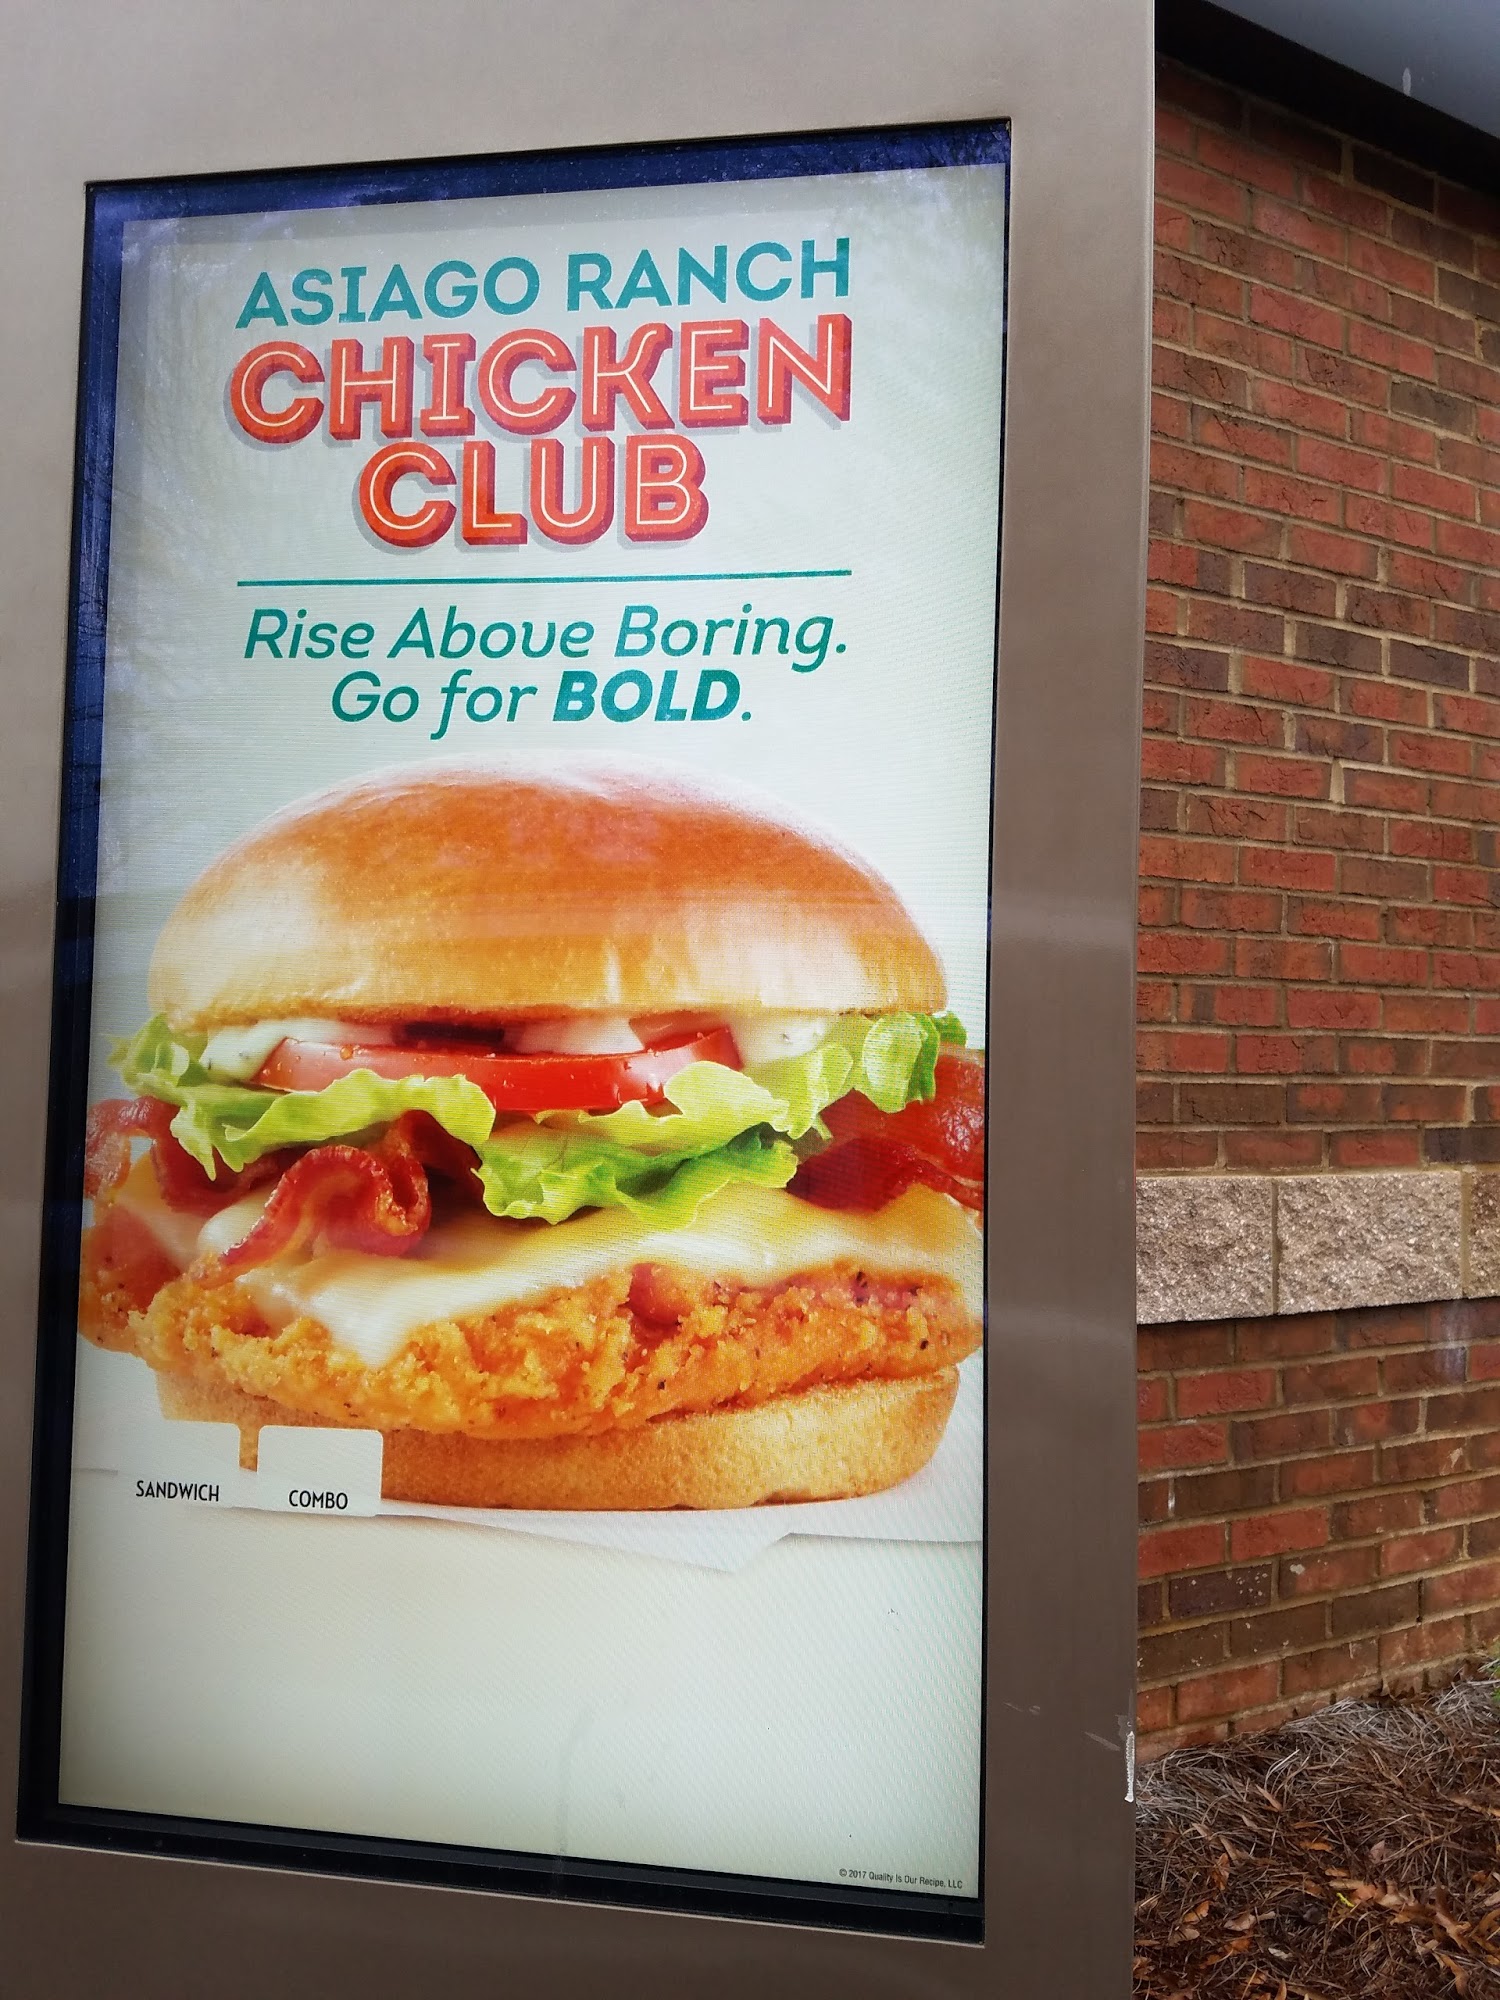 ASIAGO RANCH
CHICKEN
CLUB
Rise Above Boring.
Go for BOLD.
SANDWICH COMBO
© 2017 Quality Is Our Recipe, LLC